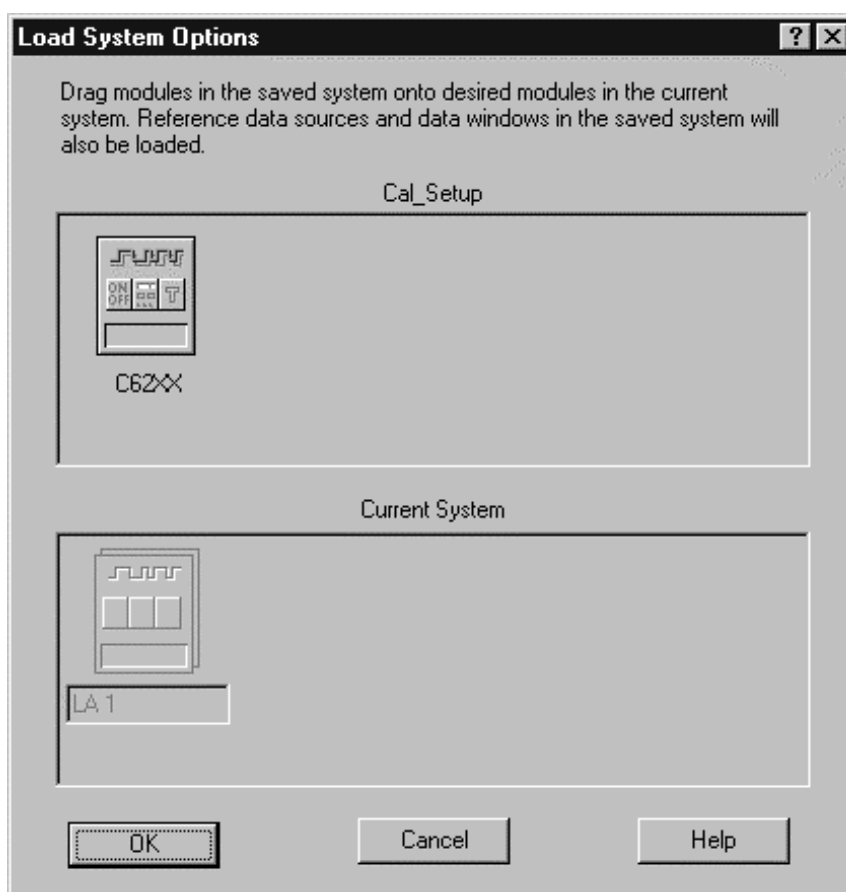 Load System Options
Drag modules in the saved system onto desired modules in the current
system. Reference data sources and data windows in the saved system will
also be loaded.
Cal_Setup
ON
OFF
C62XX
Current System
LA 1
OK
Cancel
Help